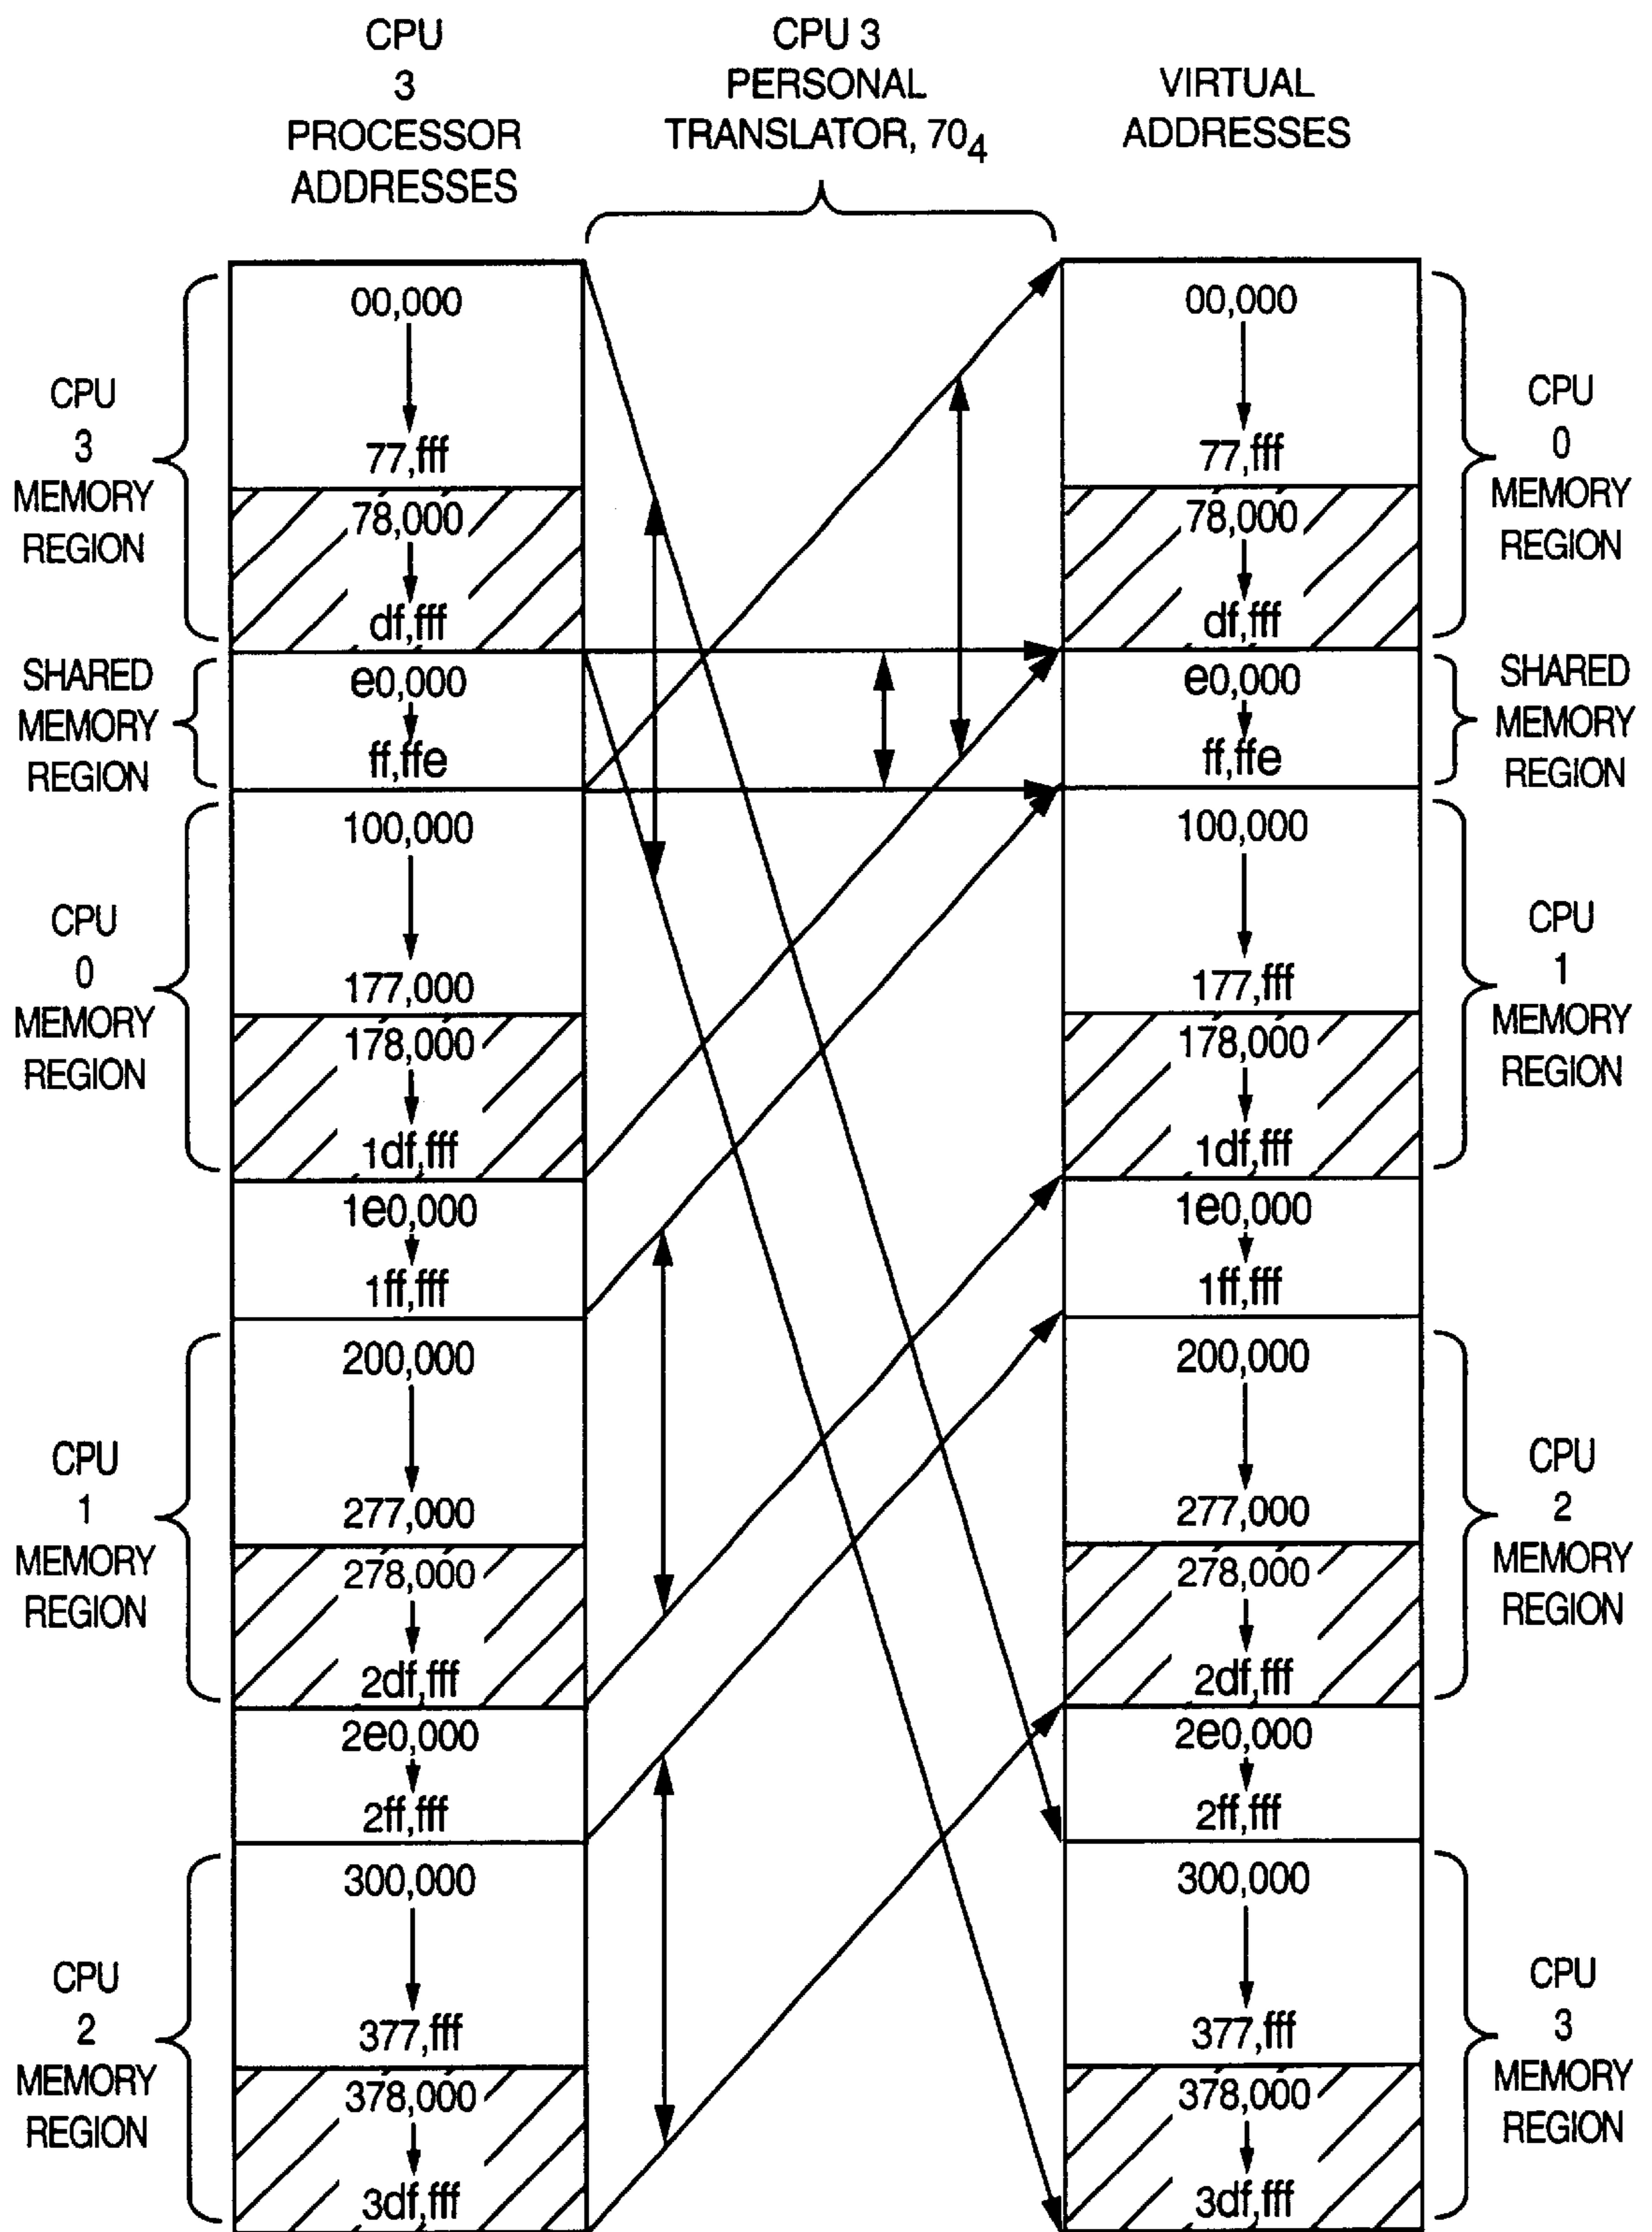 CPU
3
PROCESSOR
ADDRESSES
CPU 3
PERSONAL
TRANSLATOR, 70₄
VIRTUAL
ADDRESSES
CPU
3
MEMORY
REGION
00,000
77,fff
78,000
df,fff
SHARED
MEMORY
REGION
e0,000
ff,ffe
CPU
0
MEMORY
REGION
100,000
177,000
178,000
1df,fff
1e0,000
1ff,fff
CPU
1
MEMORY
REGION
200,000
277,000
278,000
2df,fff
2e0,000
2ff,fff
CPU
2
MEMORY
REGION
300,000
377,fff
378,000
3df,fff
00,000
77,fff
78,000
df,fff
CPU
0
MEMORY
REGION
e0,000
ff,ffe
SHARED
MEMORY
REGION
100,000
177,fff
178,000
1df,fff
CPU
1
MEMORY
REGION
1e0,000
1ff,fff
200,000
277,000
278,000
2df,fff
CPU
2
MEMORY
REGION
2e0,000
2ff,fff
300,000
377,fff
378,000
3df,fff
CPU
3
MEMORY
REGION